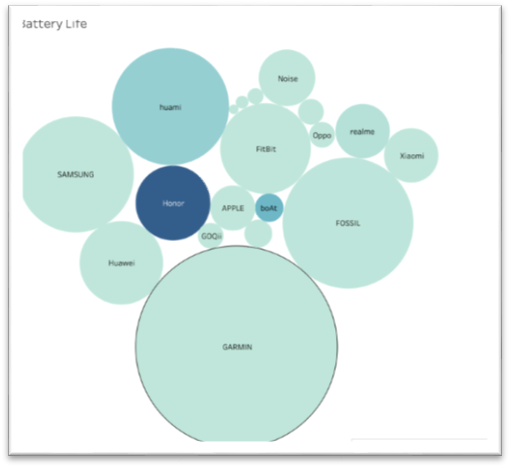 Battery Life
huami
Noise
Oppo
realme
FitBit
Xiaomi
SAMSUNG
Honor
APPLE
boAt
FOSSIL
GOQii
Huawei
GARMIN